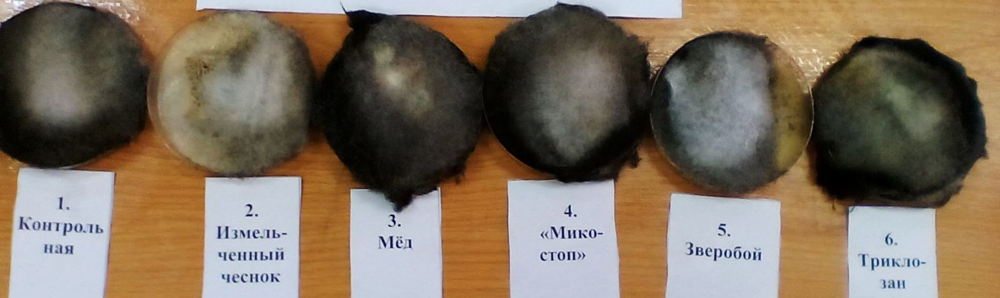 1.
Контроль
ная
2.
Измель-
ченный
чеснок
3.
Мёд
4.
«Мико-
стоп»
5.
Зверобой
6.
Трикло-
зан